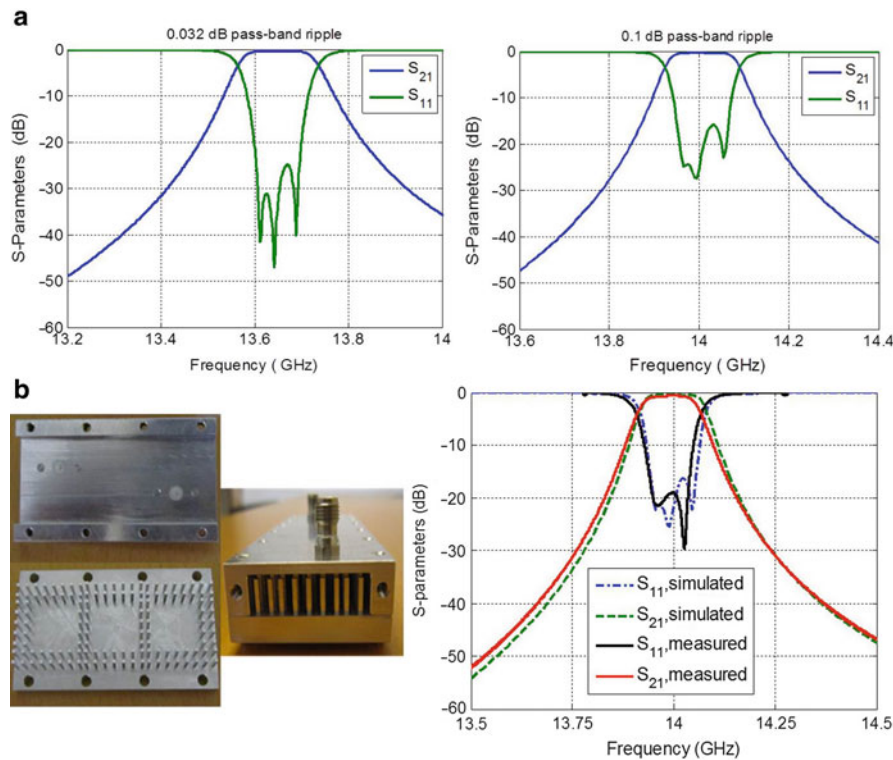 a
0.032 dB pass-band ripple
S-Parameters (dB)
0
−10
−20
−30
−40
−50
−60
S21
S11
13.2
13.4
13.6
13.8
14
Frequency ( GHz)
0.1 dB pass-band ripple
S-Parameters (dB)
0
−10
−20
−30
−40
−50
−60
S21
S11
13.6
13.8
14
14.2
14.4
Frequency ( GHz)
b
S-parameters (dB)
0
−10
−20
−30
−40
−50
−60
S11,simulated
S21,simulated
S11,measured
S21,measured
13.5
13.75
14
14.25
14.5
Frequency (GHz)